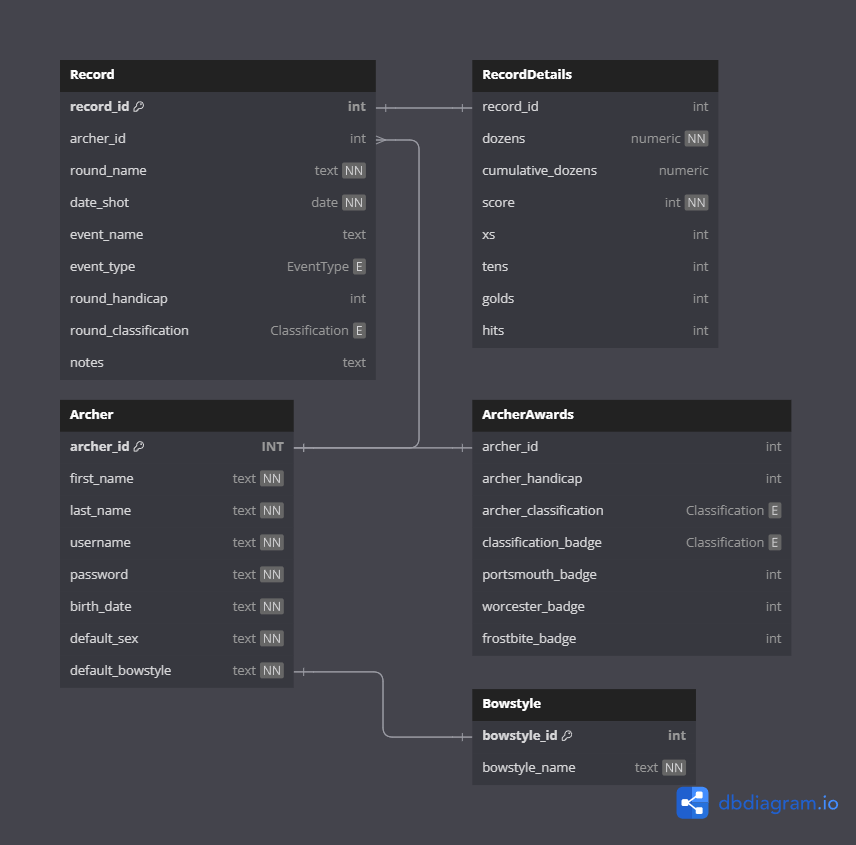 Record
record_id int
archer_id int
round_name text NN
date_shot date NN
event_name text
event_type EventType E
round_handicap int
round_classification Classification E
notes text
RecordDetails
record_id int
dozens numeric NN
cumulative_dozens numeric
score int NN
xs int
tens int
golds int
hits int
Archer
archer_id INT
first_name text NN
last_name text NN
username text NN
password text NN
birth_date text NN
default_sex text NN
default_bowstyle text NN
ArcherAwards
archer_id int
archer_handicap int
archer_classification Classification E
classification_badge Classification E
portsmouth_badge int
worcester_badge int
frostbite_badge int
Bowstyle
bowstyle_id int
bowstyle_name text NN
dbdiagram.io